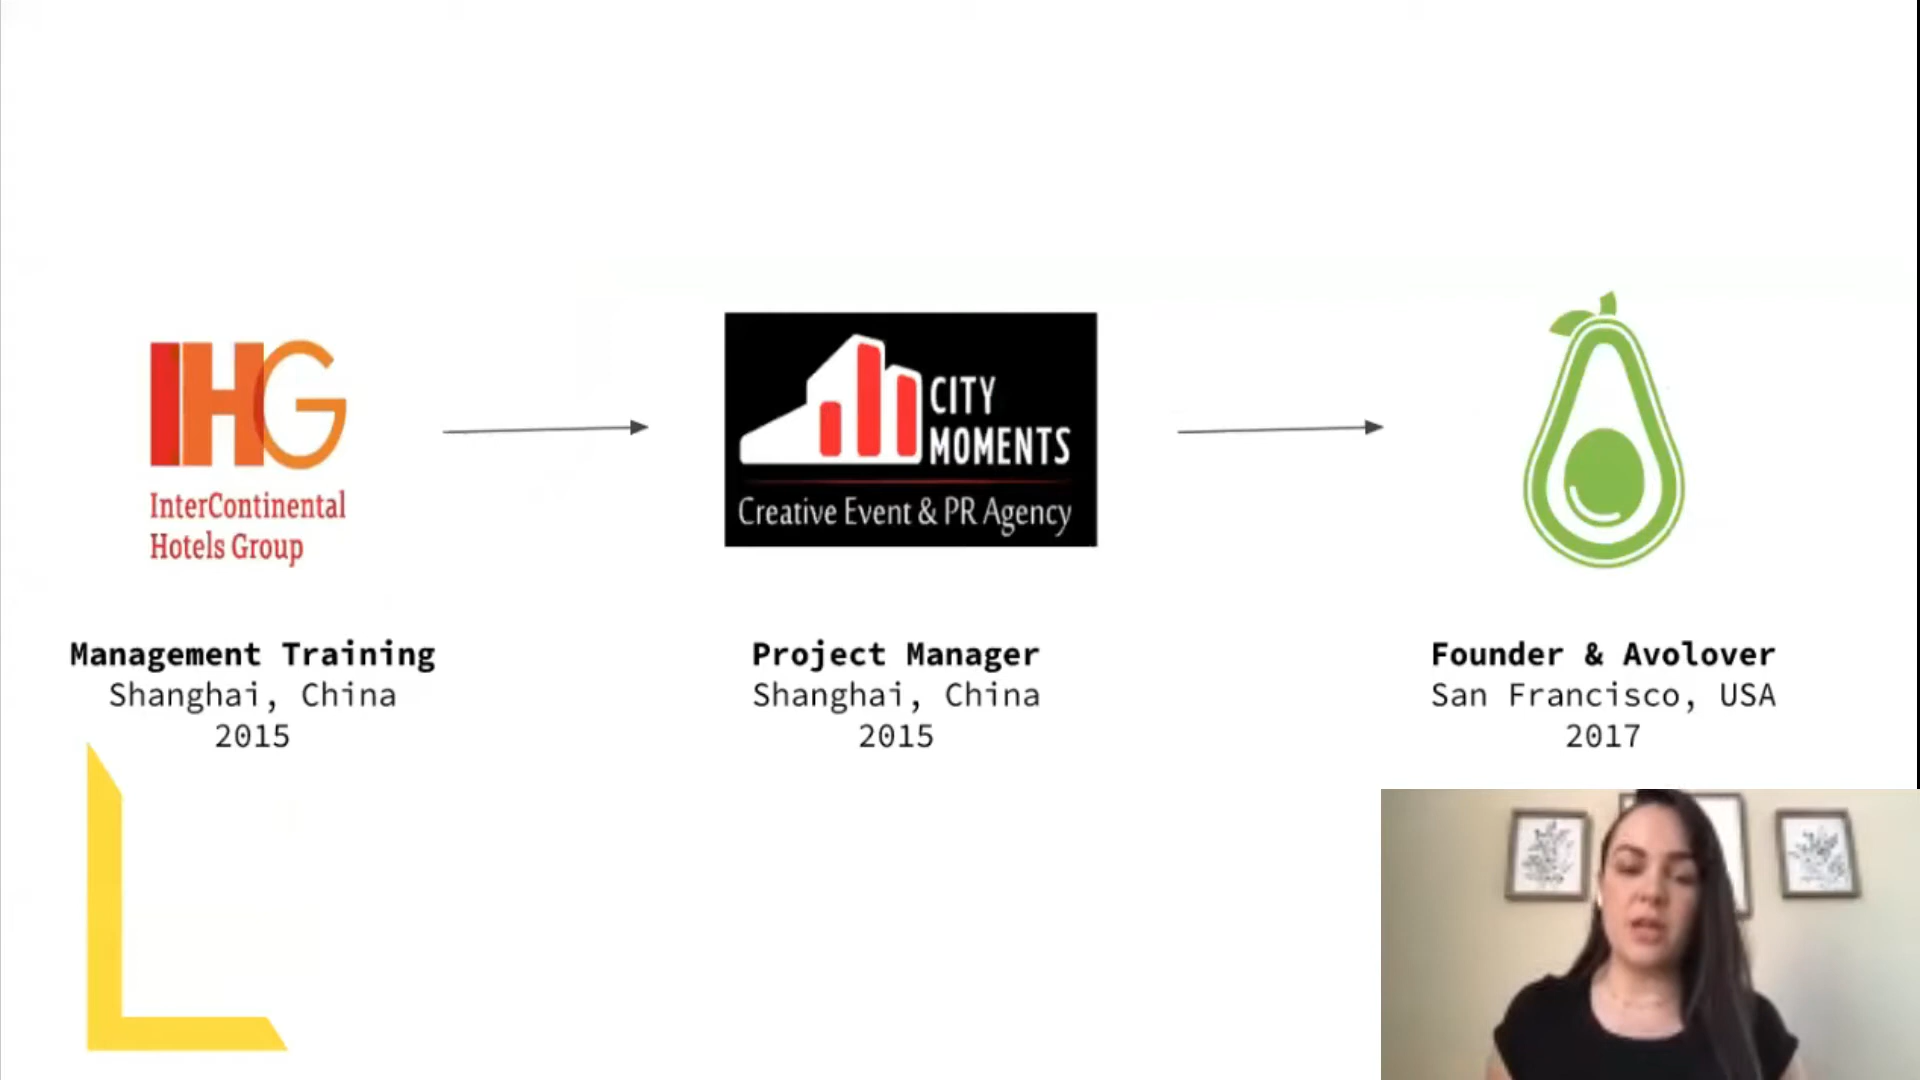 IHG
InterContinental
Hotels Group
Management Training
Shanghai, China
2015
CITY
MOMENTS
Creative Event & PR Agency
Project Manager
Shanghai, China
2015
Founder & Avolover
San Francisco, USA
2017